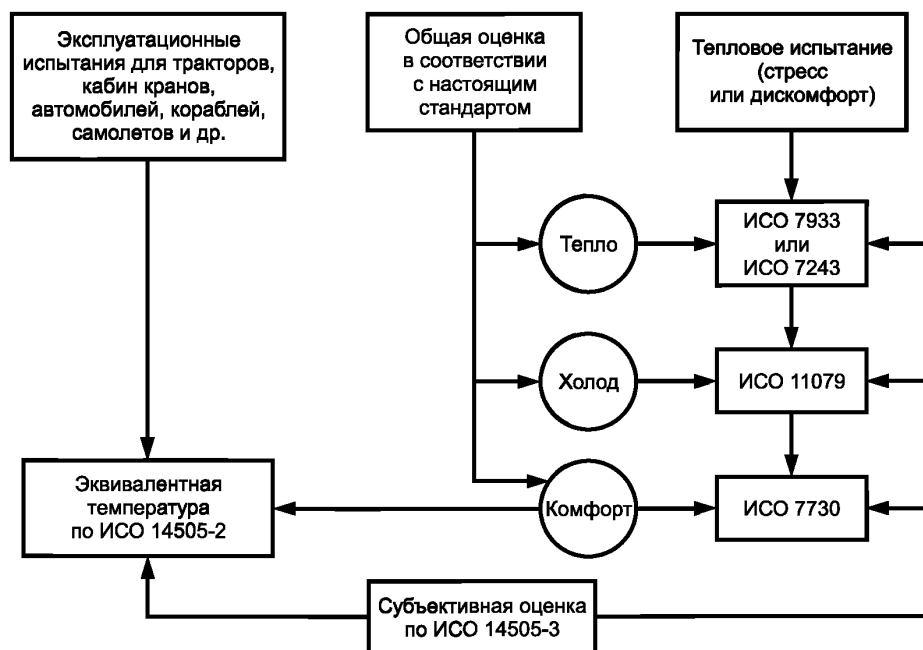 Эксплуатационные
испытания для тракторов,
кабин кранов,
автомобилей, кораблей,
самолетов и др.
Общая оценка
в соответствии
с настоящим
стандартом
Тепловое испытание
(стресс
или дискомфорт)
Тепло
ИСО 7933
или
ИСО 7243
Холод
ИСО 11079
Эквивалентная
температура
по ИСО 14505-2
Комфорт
ИСО 7730
Субъективная оценка
по ИСО 14505-3